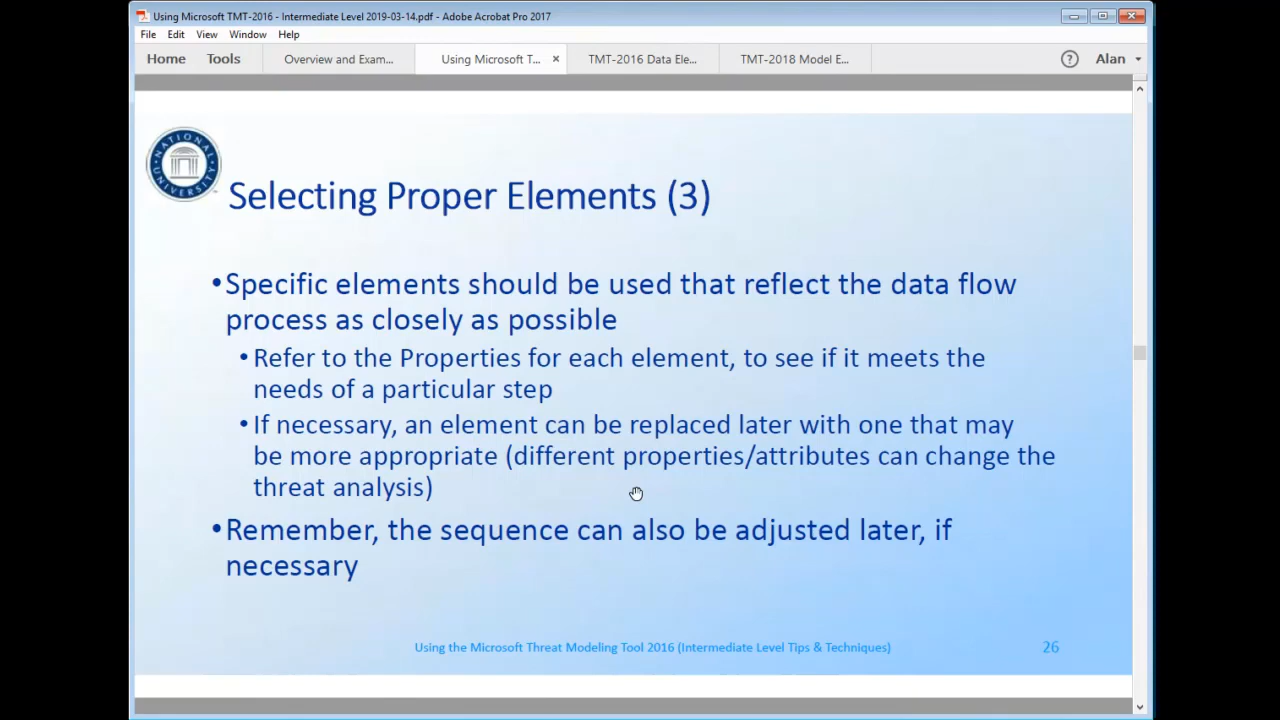 Using Microsoft TMT-2016 - Intermediate Level 2019-03-14.pdf - Adobe Acrobat Pro 2017
File Edit View Window Help
Home Tools Overview and Exam... Using Microsoft T... × TMT-2016 Data Ele... TMT-2018 Model E... ? Alan
NATIONAL UNIVERSITY
Selecting Proper Elements (3)
•Specific elements should be used that reflect the data flow
process as closely as possible
•Refer to the Properties for each element, to see if it meets the
needs of a particular step
•If necessary, an element can be replaced later with one that may
be more appropriate (different properties/attributes can change the
threat analysis)
•Remember, the sequence can also be adjusted later, if
necessary
Using the Microsoft Threat Modeling Tool 2016 (Intermediate Level Tips & Techniques) 26